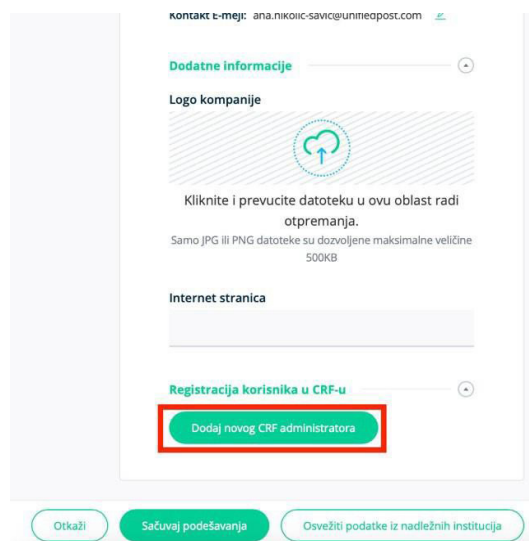 Kontakt E-mejl: ana.nikolic-savic@unifiedpost.com
Dodatne informacije
Logo kompanije
Kliknite i prevucite datoteku u ovu oblast radi
otpremanja.
Samo JPG ili PNG datoteke su dozvoljene maksimalne veličine
500KB
Internet stranica
Registracija korisnika u CRF-u
Dodaj novog CRF administratora
Otkaži
Sačuvaj podešavanja
Osvežiti podatke iz nadležnih institucija